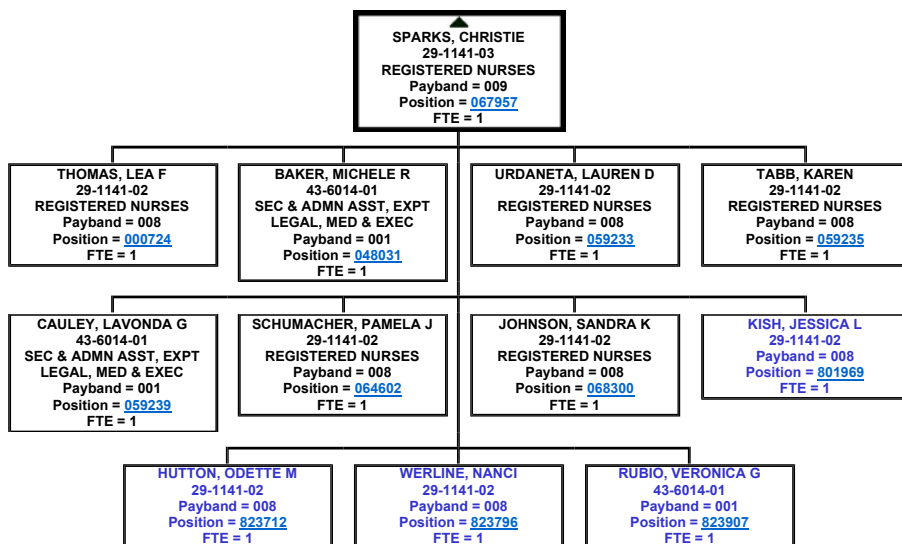 SPARKS, CHRISTIE
29-1141-03
REGISTERED NURSES
Payband = 009
Position = 067957
FTE = 1
THOMAS, LEA F
29-1141-02
REGISTERED NURSES
Payband = 008
Position = 000724
FTE = 1
BAKER, MICHELE R
43-6014-01
SEC & ADMN ASST, EXPT
LEGAL, MED & EXEC
Payband = 001
Position = 048031
FTE = 1
URDANETA, LAUREN D
29-1141-02
REGISTERED NURSES
Payband = 008
Position = 059233
FTE = 1
TABB, KAREN
29-1141-02
REGISTERED NURSES
Payband = 008
Position = 059235
FTE = 1
CAULEY, LAVONDA G
43-6014-01
SEC & ADMN ASST, EXPT
LEGAL, MED & EXEC
Payband = 001
Position = 059239
FTE = 1
SCHUMACHER, PAMELA J
29-1141-02
REGISTERED NURSES
Payband = 008
Position = 064602
FTE = 1
JOHNSON, SANDRA K
29-1141-02
REGISTERED NURSES
Payband = 008
Position = 068300
FTE = 1
KISH, JESSICA L
29-1141-02
Payband = 008
Position = 801969
FTE = 1
HUTTON, ODETTE M
29-1141-02
Payband = 008
Position = 823712
FTE = 1
WERLINE, NANCI
29-1141-02
Payband = 008
Position = 823796
FTE = 1
RUBIO, VERONICA G
43-6014-01
Payband = 001
Position = 823907
FTE = 1